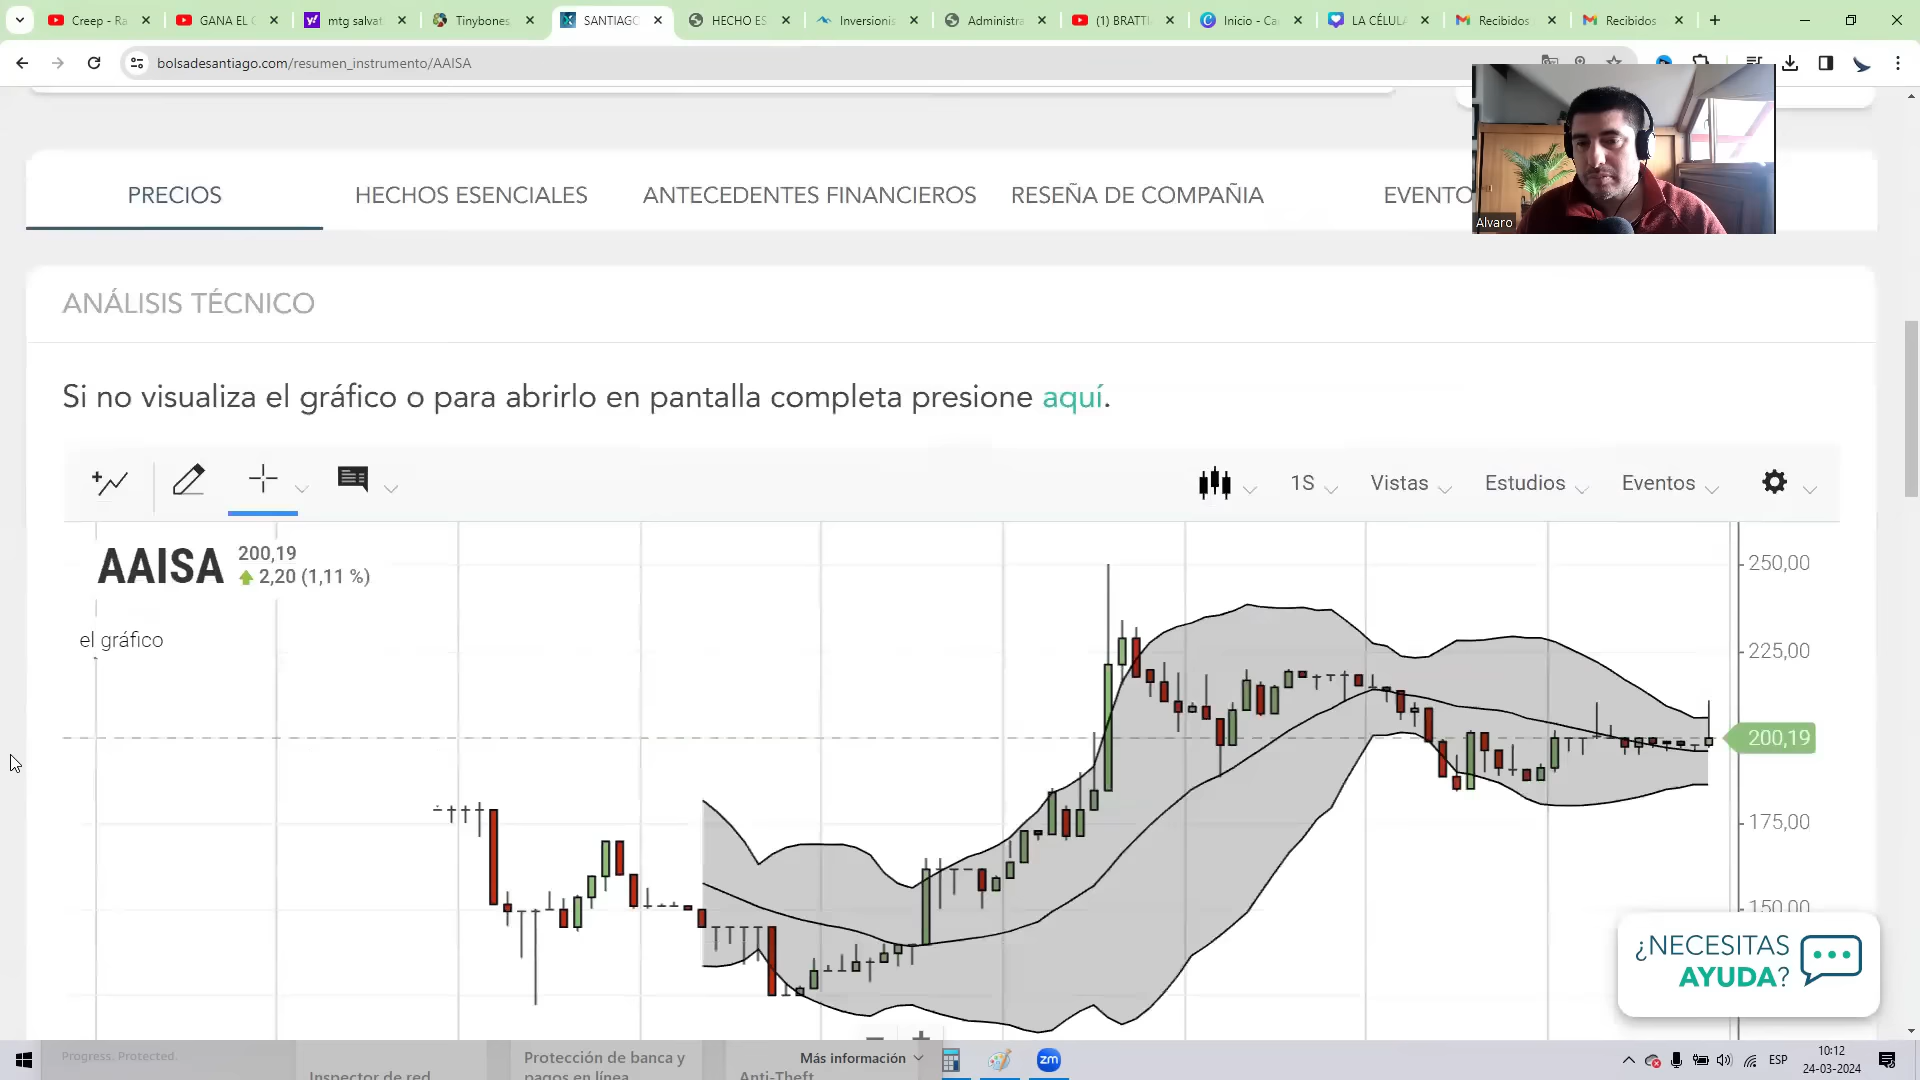 Creep - Ra
GANA EL C
mtg salvat
Tinybones
SANTIAGO
HECHO ES
Inversionis
Administra
(1) BRATTI
Inicio - Ca
LA CÉLUL
Recibidos
Recibidos
bolsadesantiago.com/resumen_instrumento/AAISA
Alvaro
PRECIOS
HECHOS ESENCIALES
ANTECEDENTES FINANCIEROS
RESEÑA DE COMPAÑIA
EVENTO
ANÁLISIS TÉCNICO
Si no visualiza el gráfico o para abrirlo en pantalla completa presione aquí.
1S
Vistas
Estudios
Eventos
AAISA
200,19
2,20 (1,11 %)
el gráfico
250,00
225,00
200,19
175,00
150,00
¿NECESITAS
AYUDA?
Progress. Protected.
Inspector de red
Protección de banca y
pagos en línea
Anti-Theft
Más información
zm
ESP
10:12
24-03-2024